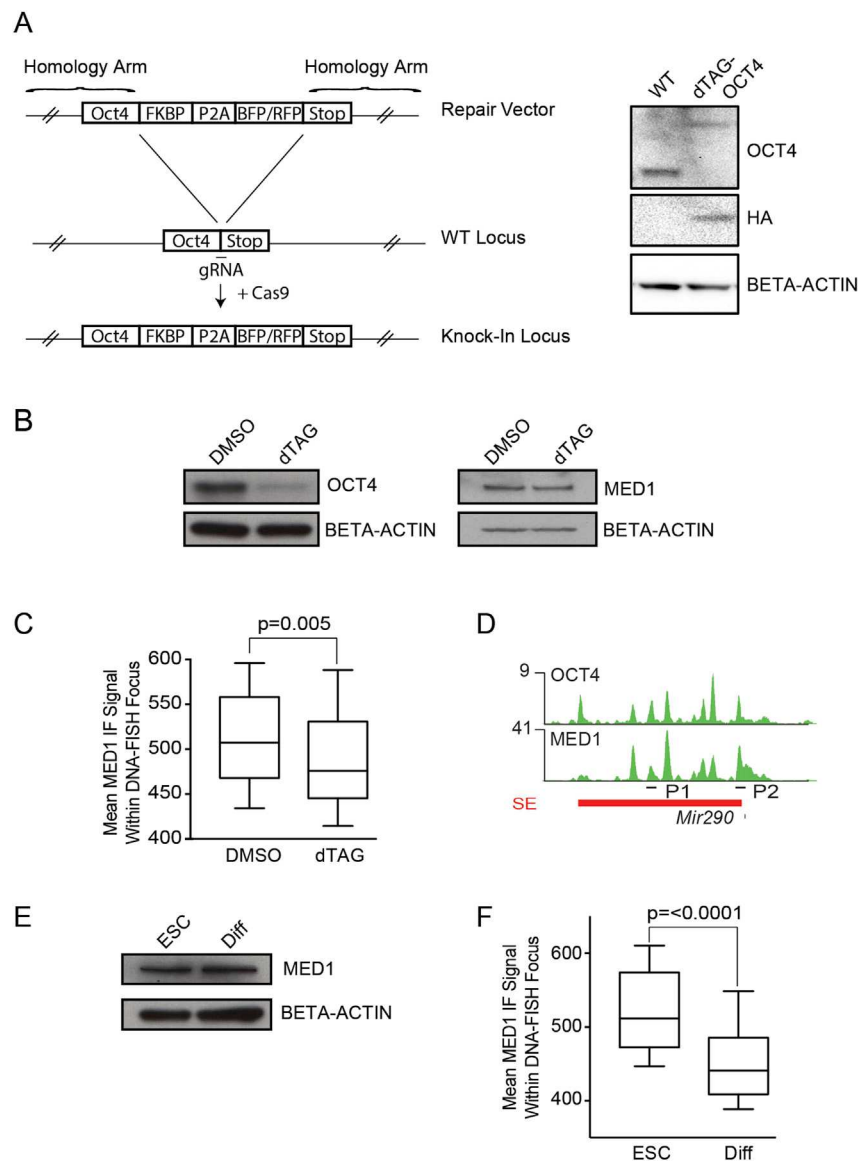 A
Homology Arm
Homology Arm
Oct4 FKBP P2A BFP/RFP Stop
Repair Vector
Oct4 Stop
WT Locus
gRNA
+ Cas9
Oct4 FKBP P2A BFP/RFP Stop
Knock-In Locus
WT
dTAG-
OCT4
OCT4
HA
BETA-ACTIN
B
DMSO
dTAG
OCT4
BETA-ACTIN
DMSO
dTAG
MED1
BETA-ACTIN
C
p=0.005
Mean MED1 IF Signal
Within DNA-FISH Focus
600
550
500
450
400
DMSO
dTAG
D
9
OCT4
41
MED1
P1
P2
SE
Mir290
E
ESC
Diff
MED1
BETA-ACTIN
F
p=<0.0001
Mean MED1 IF Signal
Within DNA-FISH Focus
600
500
400
ESC
Diff